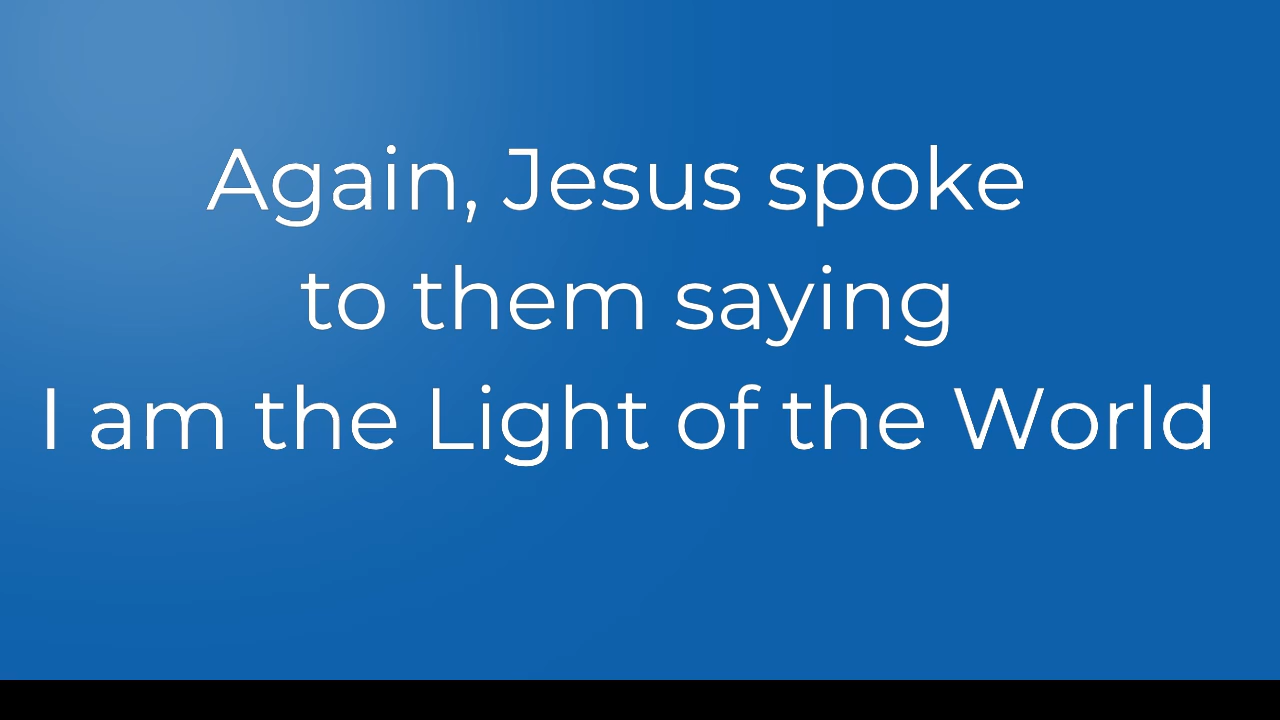 Again, Jesus spoke
to them saying
I am the Light of the World